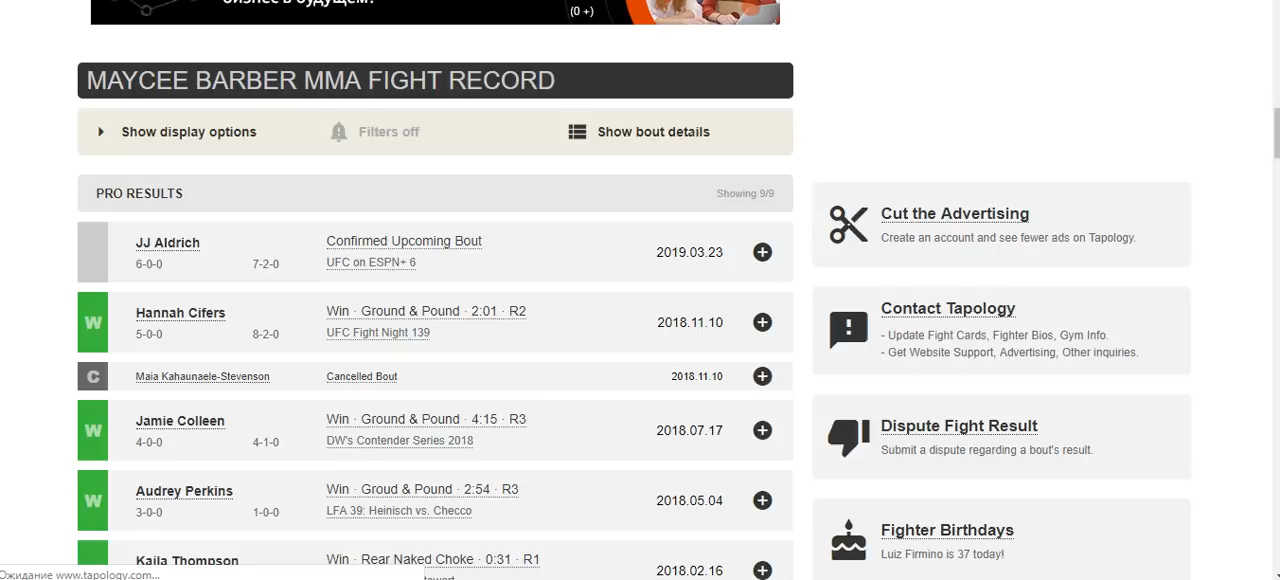 бизнес в будущем?
(0 +)
MAYCEE BARBER MMA FIGHT RECORD
Show display options
Filters off
Show bout details
PRO RESULTS
Showing 9/9
JJ Aldrich
6-0-0
7-2-0
Confirmed Upcoming Bout
UFC on ESPN+ 6
2019.03.23
W
Hannah Cifers
5-0-0
8-2-0
Win · Ground & Pound · 2:01 · R2
UFC Fight Night 139
2018.11.10
C
Maia Kahaunaele-Stevenson
Cancelled Bout
2018.11.10
W
Jamie Colleen
4-0-0
4-1-0
Win · Ground & Pound · 4:15 · R3
DW's Contender Series 2018
2018.07.17
W
Audrey Perkins
3-0-0
1-0-0
Win · Groud & Pound · 2:54 · R3
LFA 39: Heinisch vs. Checco
2018.05.04
Kaila Thompson
Win · Rear Naked Choke · 0:31 · R1
2018.02.16
Cut the Advertising
Create an account and see fewer ads on Tapology.
Contact Tapology
- Update Fight Cards, Fighter Bios, Gym Info.
- Get Website Support, Advertising, Other inquiries.
Dispute Fight Result
Submit a dispute regarding a bout's result.
Fighter Birthdays
Luiz Firmino is 37 today!
Ожидание www.tapology.com...